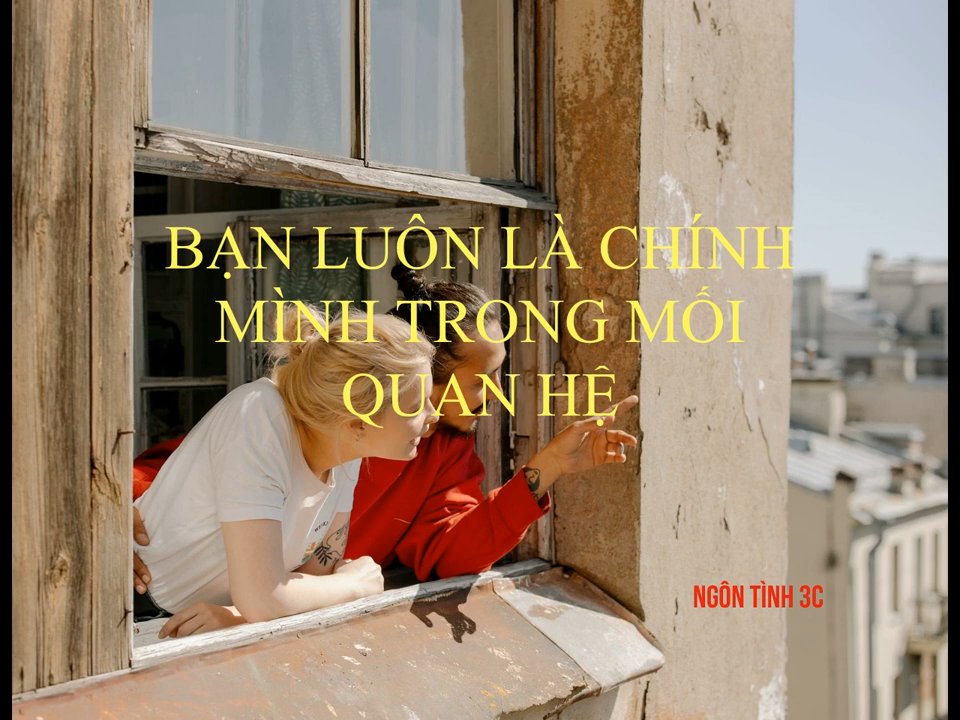 BẠN LUÔN LÀ CHÍNH
MÌNH TRONG MỐI
QUAN HỆ
NGÔN TÌNH 3C